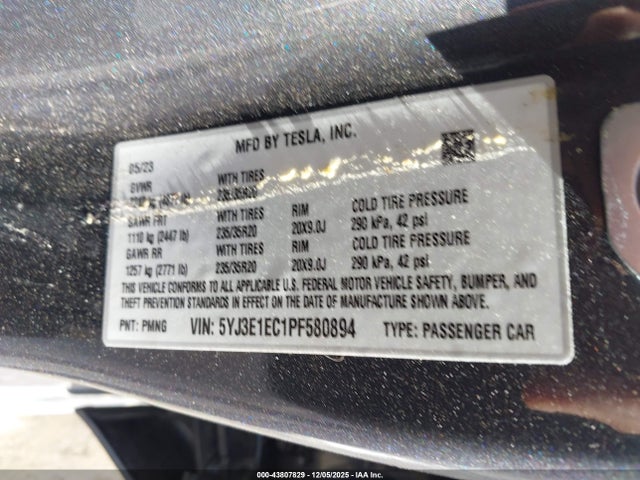 MFD BY TESLA, INC.
05/23
GVWR WITH TIRES
235/35R20
GAWR FRT WITH TIRES RIM COLD TIRE PRESSURE
1110 kg (2447 lb) 235/35R20 20X9.0J 290 kPa, 42 psi
GAWR RR WITH TIRES RIM COLD TIRE PRESSURE
1257 kg (2771 lb) 235/35R20 20X9.0J 290 kPa, 42 psi
THIS VEHICLE CONFORMS TO ALL APPLICABLE U.S. FEDERAL MOTOR VEHICLE SAFETY, BUMPER, AND
THEFT PREVENTION STANDARDS IN EFFECT ON THE DATE OF MANUFACTURE SHOWN ABOVE.
PNT: PMNG VIN: 5YJ3E1EC1PF580894 TYPE: PASSENGER CAR
000-43807829 - 12/05/2025 - IAA Inc.